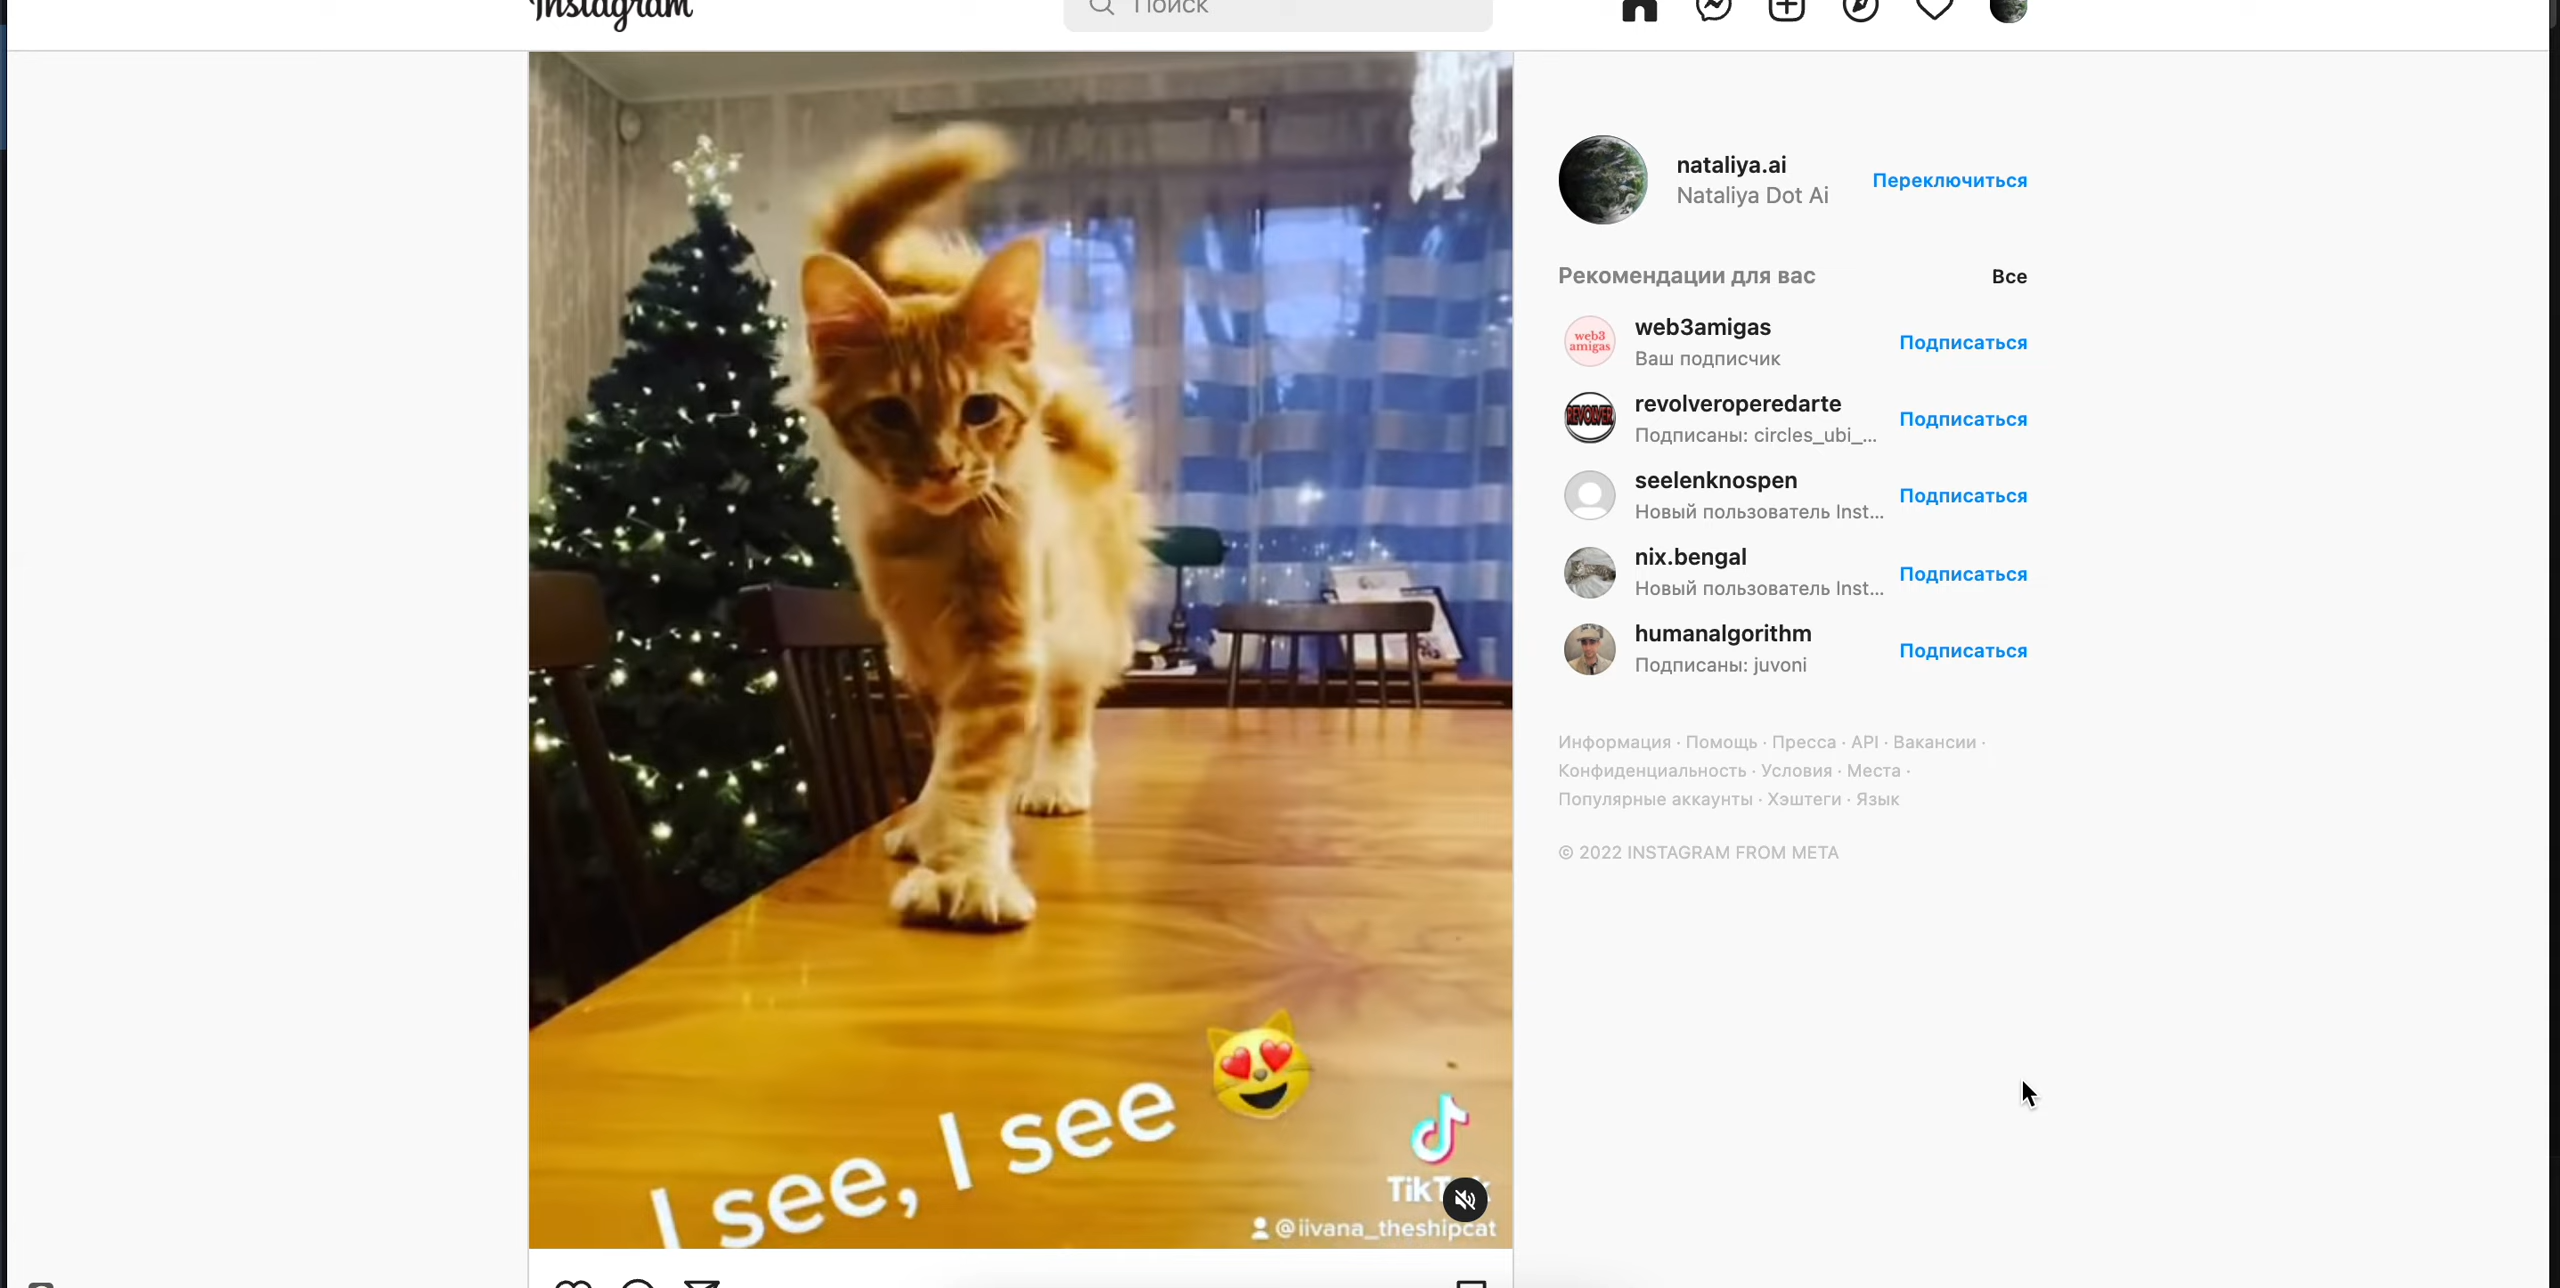 Instagram
Поиск
nataliya.ai
Nataliya Dot Ai
Переключиться
Рекомендации для вас
Все
web3
amigas
web3amigas
Ваш подписчик
Подписаться
REVOLVER
revolveroperedarte
Подписаны: circles_ubi_...
Подписаться
seelenknospen
Новый пользователь Inst...
Подписаться
nix.bengal
Новый пользователь Inst...
Подписаться
humanalgorithm
Подписаны: juvoni
Подписаться
Информация · Помощь · Пресса · API · Вакансии ·
Конфиденциальность · Условия · Места ·
Популярные аккаунты · Хэштеги · Язык
© 2022 INSTAGRAM FROM META
I see, I see
TikTok
@iivana_theshipcat